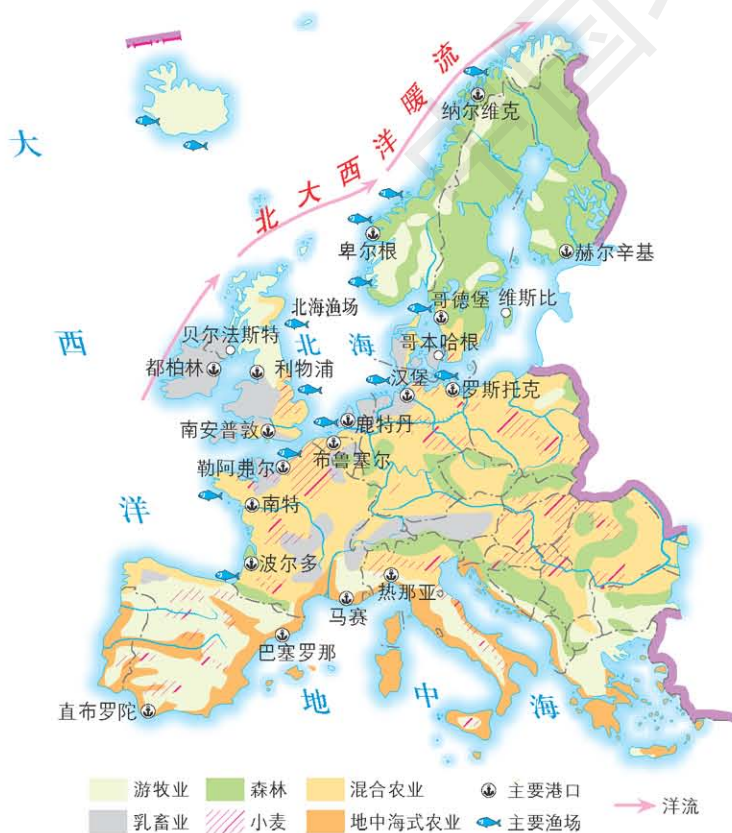 纳尔维克
大
北大西洋暖流
卑尔根
赫尔辛基
哥德堡
维斯比
北海渔场
贝尔法斯特
西
北海
哥本哈根
都柏林
利物浦
汉堡
罗斯托克
南安普敦
鹿特丹
布鲁塞尔
勒阿弗尔
洋
南特
波尔多
热那亚
马赛
巴塞罗那
直布罗陀
地中海
游牧业
森林
混合农业
主要港口
洋流
乳畜业
小麦
地中海式农业
主要渔场